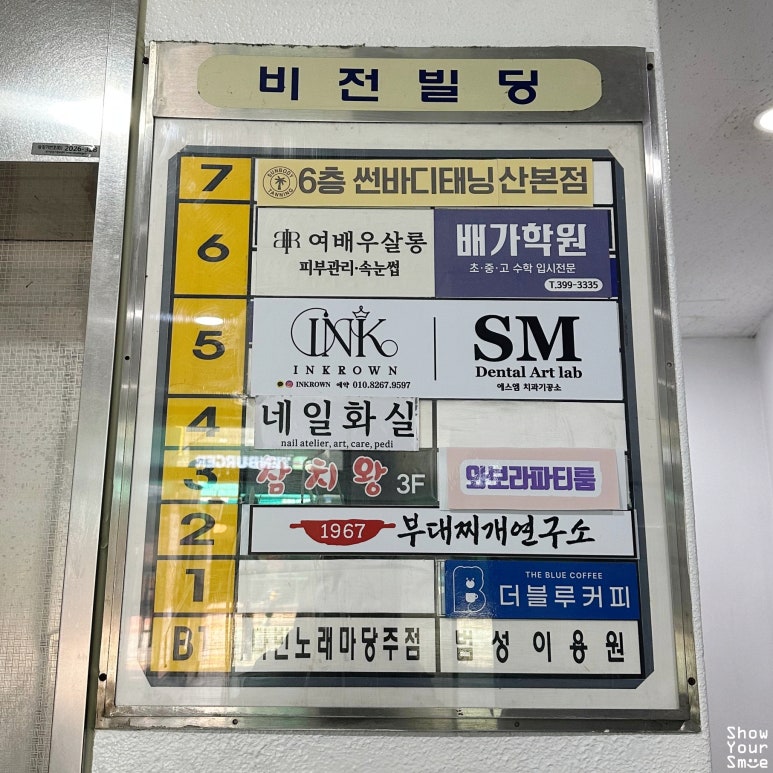 비전빌딩
2026-328
7
SUNBODY TANNING
6층 썬바디태닝 산본점
6
여배우살롱
피부관리·속눈썹
배가학원
초·중·고 수학 입시전문
T.399-3335
5
INK
INKROWN
INKROWN 예약 010.8267.9597
SM
Dental Art lab
에스엠 치과기공소
4
네일화실
nail atelier, art, care, pedi
3
삼치왕 3F
안보라파티룸
2
1967 부대찌개연구소
1
THE BLUE COFFEE
더블루커피
B1
노래마당주점
범성이용원
Show
Your
Smile